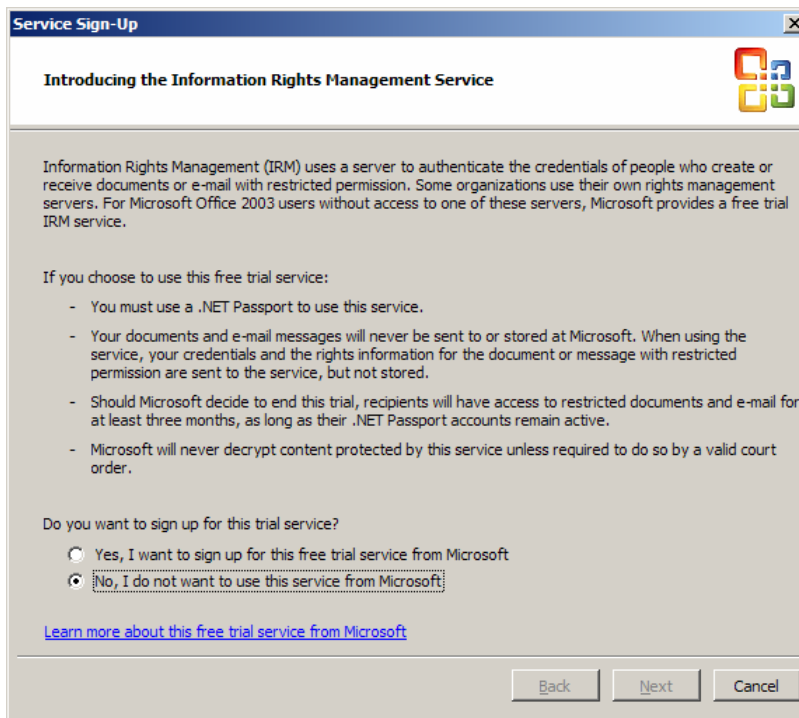 Service Sign-Up
Introducing the Information Rights Management Service
Information Rights Management (IRM) uses a server to authenticate the credentials of people who create or
receive documents or e-mail with restricted permission. Some organizations use their own rights management
servers. For Microsoft Office 2003 users without access to one of these servers, Microsoft provides a free trial
IRM service.
If you choose to use this free trial service:
- You must use a .NET Passport to use this service.
- Your documents and e-mail messages will never be sent to or stored at Microsoft. When using the
service, your credentials and the rights information for the document or message with restricted
permission are sent to the service, but not stored.
- Should Microsoft decide to end this trial, recipients will have access to restricted documents and e-mail for
at least three months, as long as their .NET Passport accounts remain active.
- Microsoft will never decrypt content protected by this service unless required to do so by a valid court
order.
Do you want to sign up for this trial service?
Yes, I want to sign up for this free trial service from Microsoft
No, I do not want to use this service from Microsoft
Learn more about this free trial service from Microsoft
Back Next Cancel